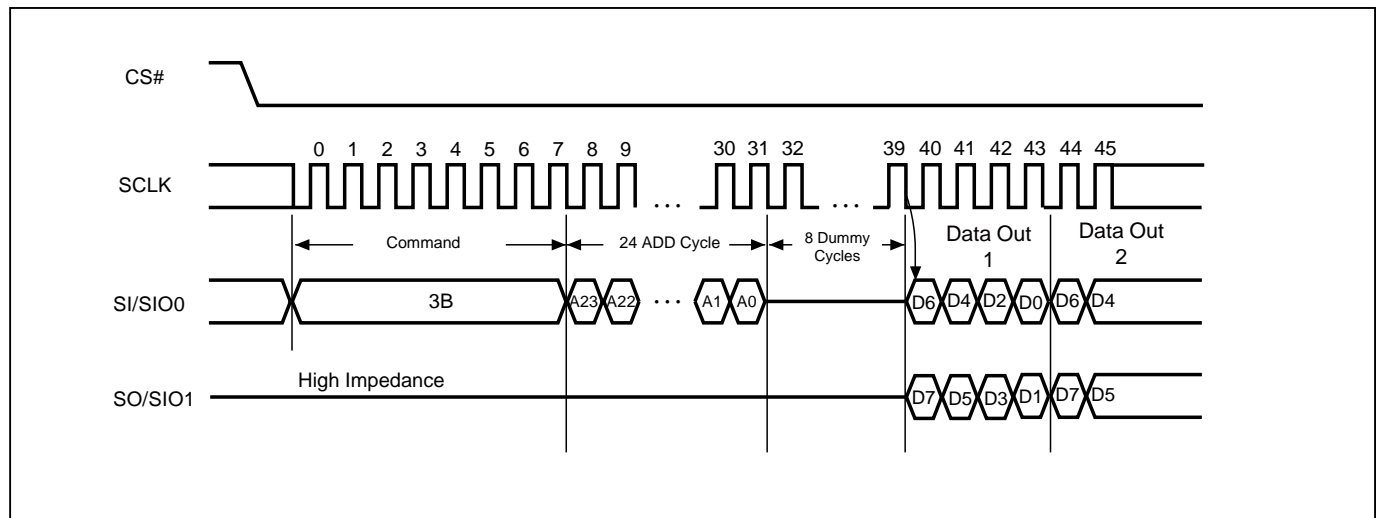 CS#
0 1 2 3 4 5 6 7 8 9 30 31 32 39 40 41 42 43 44 45
SCLK
... ...
Command 24 ADD Cycle 8 Dummy Cycles Data Out 1 Data Out 2
SI/SIO0 3B A23 A22 ... A1 A0 D6 D4 D2 D0 D6 D4
High Impedance
SO/SIO1 D7 D5 D3 D1 D7 D5